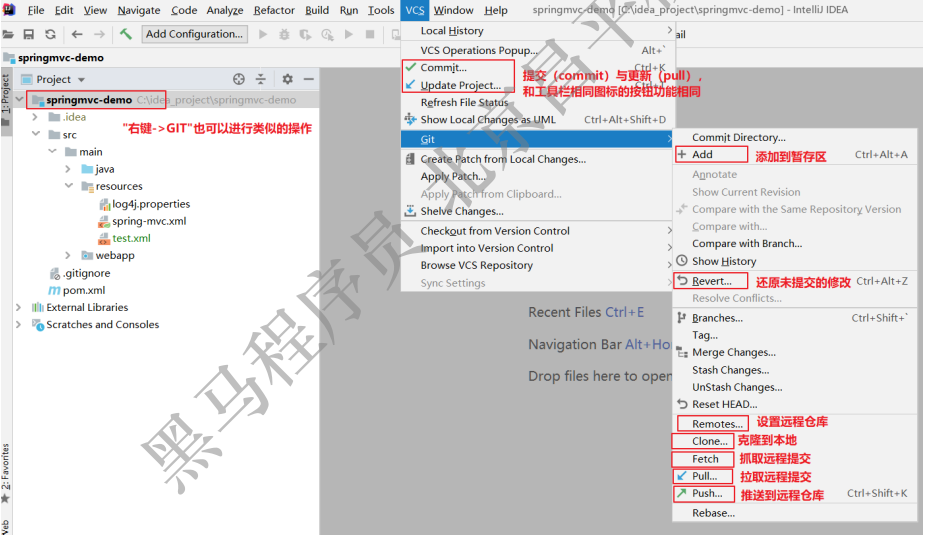 File Edit View Navigate Code Analyze Refactor Build Run Tools VCS Window Help springmvc-demo [C:\idea_project\springmvc-demo] - IntelliJ IDEA
Add Configuration...
springmvc-demo
1: Project
Project
springmvc-demo C:\idea_project\springmvc-demo
.idea
"右键->GIT"也可以进行类似的操作
src
main
java
resources
log4j.properties
spring-mvc.xml
test.xml
webapp
.gitignore
pom.xml
External Libraries
Scratches and Consoles
2: Favorites
Web
Local History
VCS Operations Popup... Alt+`
Commit... Ctrl+K
Update Project...
提交（commit）与更新（pull），
和工具栏相同图标的按钮功能相同
Refresh File Status
Show Local Changes as UML Ctrl+Alt+Shift+D
Git
Create Patch from Local Changes...
Apply Patch...
Apply Patch from Clipboard...
Shelve Changes...
Checkout from Version Control
Import into Version Control
Browse VCS Repository
Sync Settings
Commit Directory...
Add 添加到暂存区 Ctrl+Alt+A
Annotate
Show Current Revision
Compare with the Same Repository Version
Compare with...
Compare with Branch...
Show History
Revert... 还原未提交的修改 Ctrl+Alt+Z
Resolve Conflicts...
Branches... Ctrl+Shift+`
Tag...
Merge Changes...
Stash Changes...
UnStash Changes...
Reset HEAD...
Remotes... 设置远程仓库
Clone... 克隆到本地
Fetch 抓取远程提交
Pull... 拉取远程提交
Push... 推送到远程仓库 Ctrl+Shift+K
Rebase...
Recent Files Ctrl+E
Navigation Bar Alt+Ho
Drop files here to open
黑马程序员 北京昌平